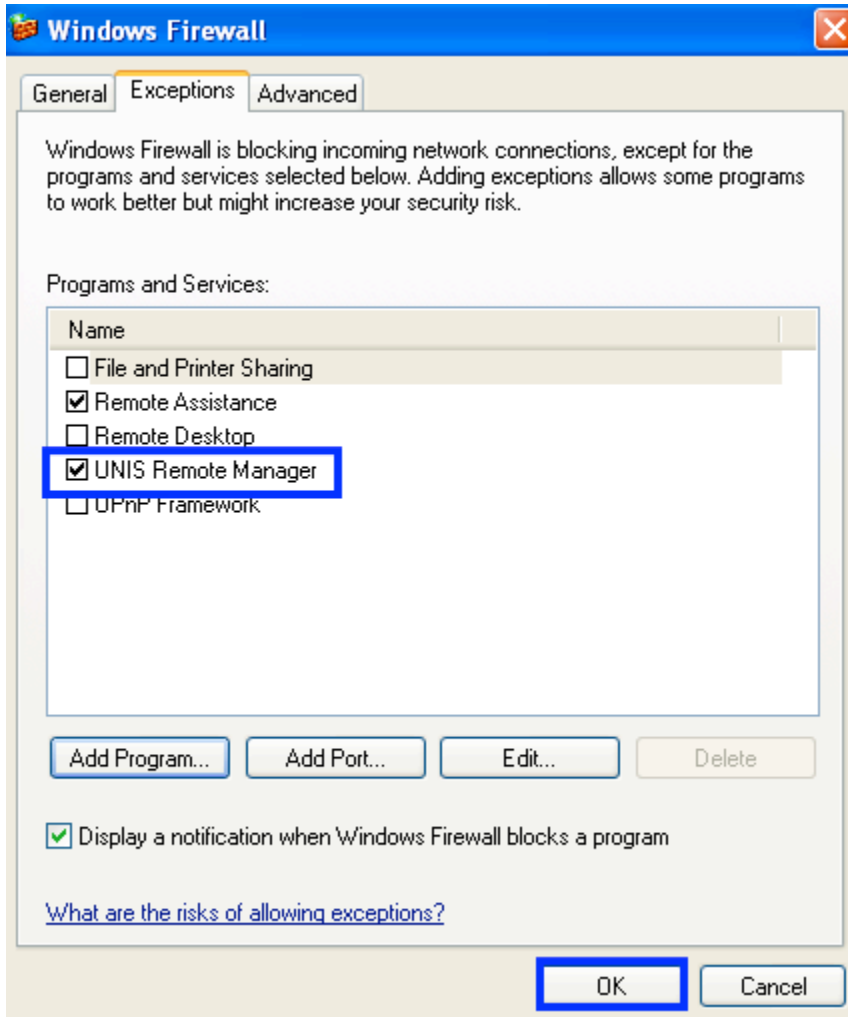 Windows Firewall
General
Exceptions
Advanced
Windows Firewall is blocking incoming network connections, except for the
programs and services selected below. Adding exceptions allows some programs
to work better but might increase your security risk.
Programs and Services:
Name
File and Printer Sharing
Remote Assistance
Remote Desktop
UNIS Remote Manager
UPnP Framework
Add Program...
Add Port...
Edit...
Delete
Display a notification when Windows Firewall blocks a program
What are the risks of allowing exceptions?
OK
Cancel